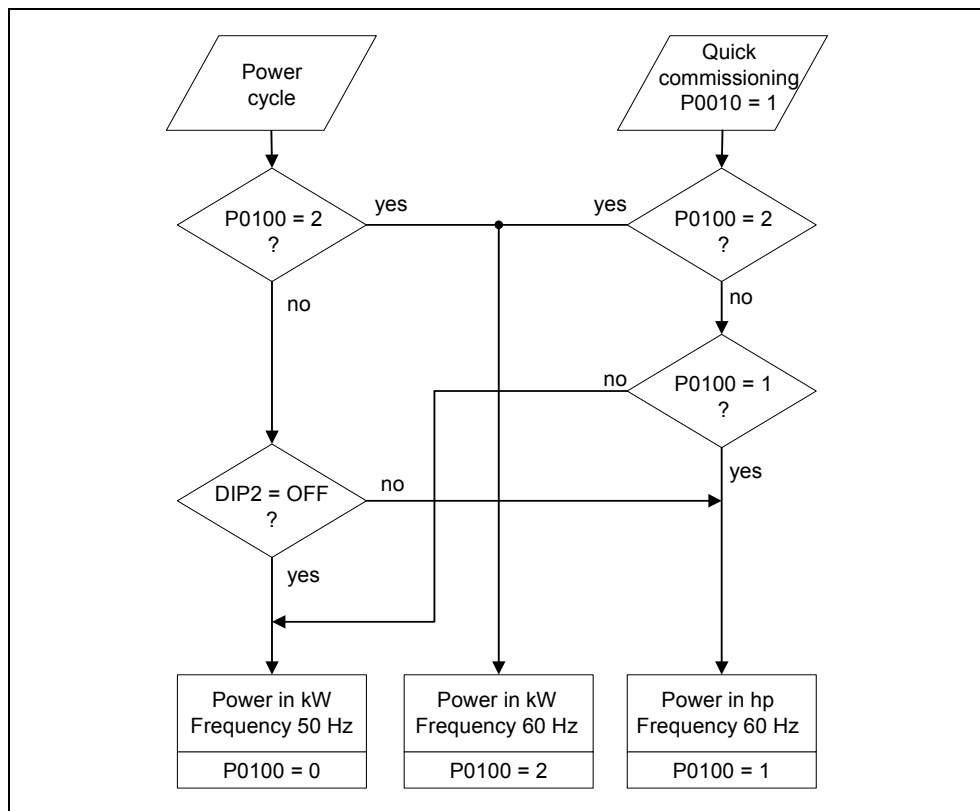 Power
cycle
Quick
commissioning
P0010 = 1
P0100 = 2
?
yes
yes
P0100 = 2
?
no
no
no
P0100 = 1
?
yes
DIP2 = OFF
?
no
yes
Power in kW
Frequency 50 Hz
P0100 = 0
Power in kW
Frequency 60 Hz
P0100 = 2
Power in hp
Frequency 60 Hz
P0100 = 1